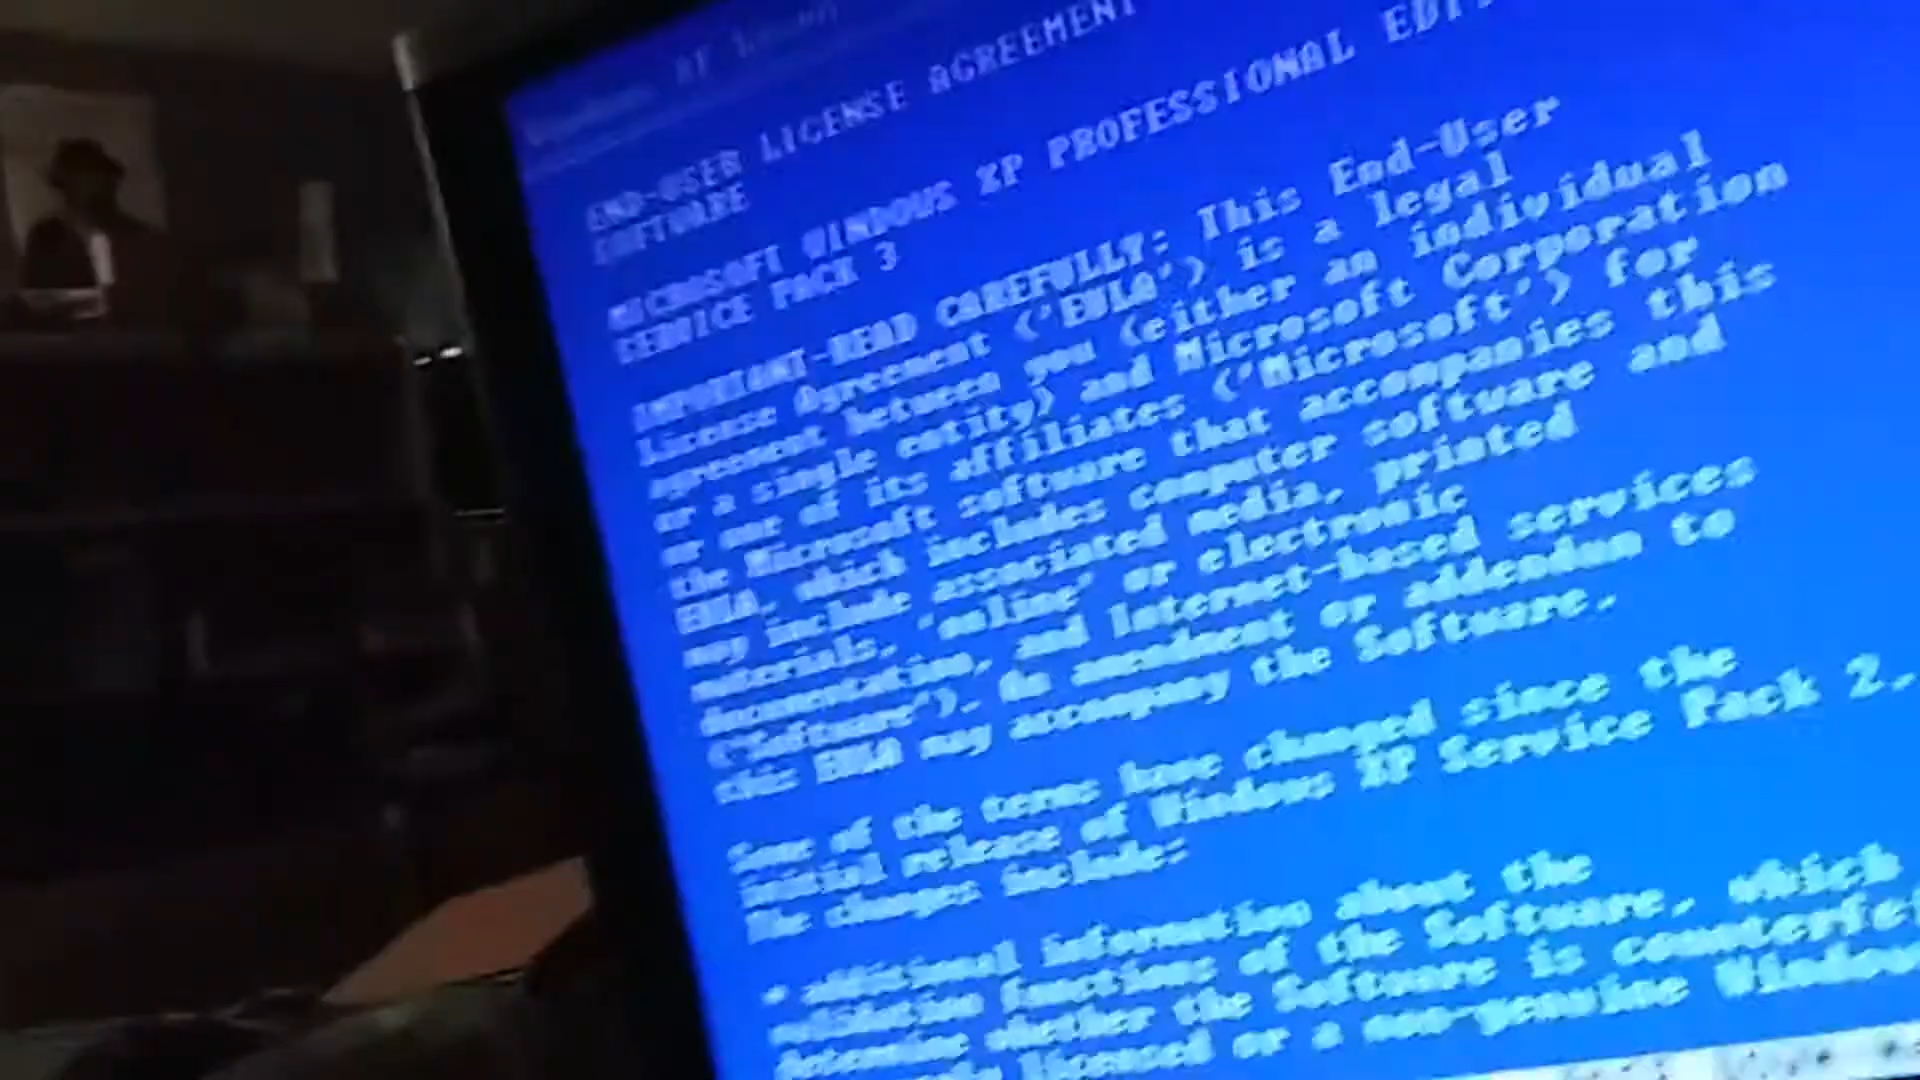 END-USER LICENSE AGREEMENT
SOFTWARE
MICROSOFT WINDOWS XP PROFESSIONAL
SERVICE PACK 3
IMPORTANT-READ CAREFULLY: This End-User
License Agreement ("EULA") is a legal
agreement between you (either an individual
or a single entity) and Microsoft Corporation
or one of its affiliates ("Microsoft") for
the Microsoft software that accompanies this
EULA, which includes computer software and
may include associated media, printed
materials, "online" or electronic
documentation, and Internet-based services
("Software"). An amendment or addendum to
this EULA may accompany the Software.
Some of the terms have changed since the
initial release of Windows XP Service Pack 2.
The changes include:
* additional information about the
validation functions of the Software, which
determine whether the Software is
licensed or a non-genuine